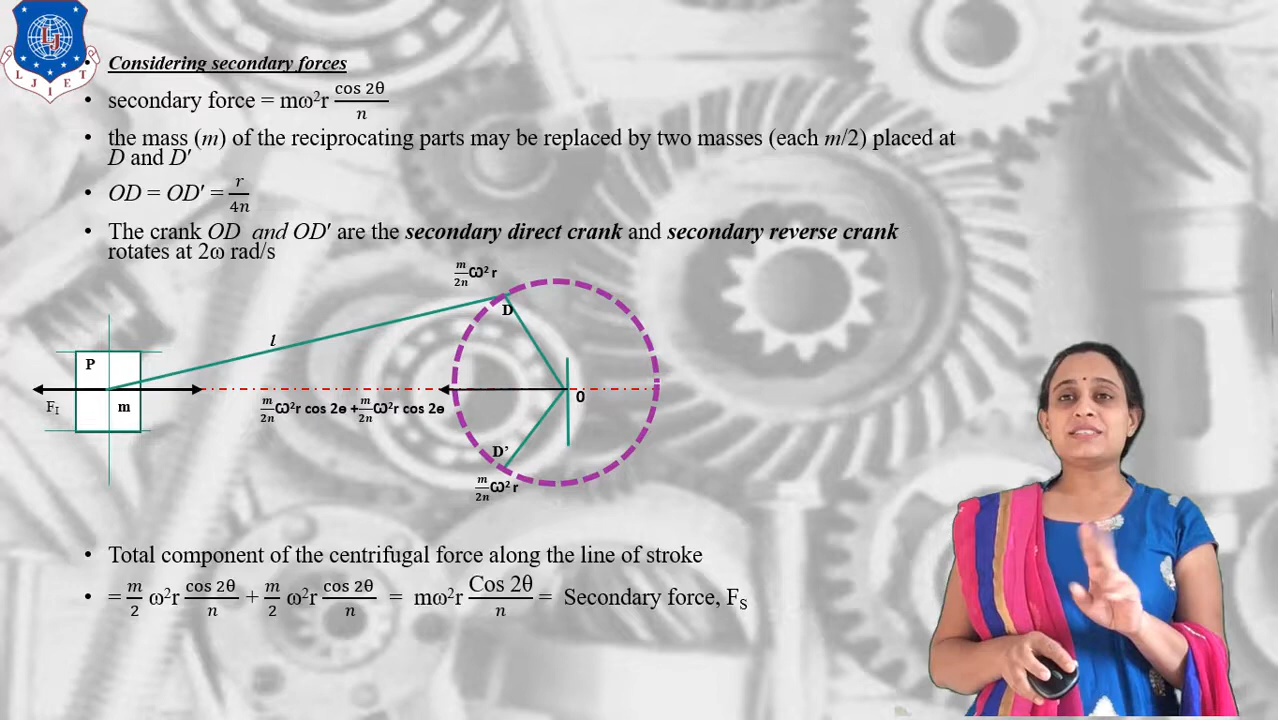 L J I E T
• Considering secondary forces
• secondary force = mω²r cos 2θ / n
• the mass (m) of the reciprocating parts may be replaced by two masses (each m/2) placed at
D and D′
• OD = OD′ = r / 4n
• The crank OD and OD′ are the secondary direct crank and secondary reverse crank
rotates at 2ω rad/s
m/2n ω² r
D
l
P
F_I
m
m/2n ω²r cos 2ө + m/2n ω²r cos 2ө
0
D’
m/2n ω² r
• Total component of the centrifugal force along the line of stroke
• = m/2 ω²r cos 2θ / n + m/2 ω²r cos 2θ / n = mω²r Cos 2θ / n = Secondary force, F_S